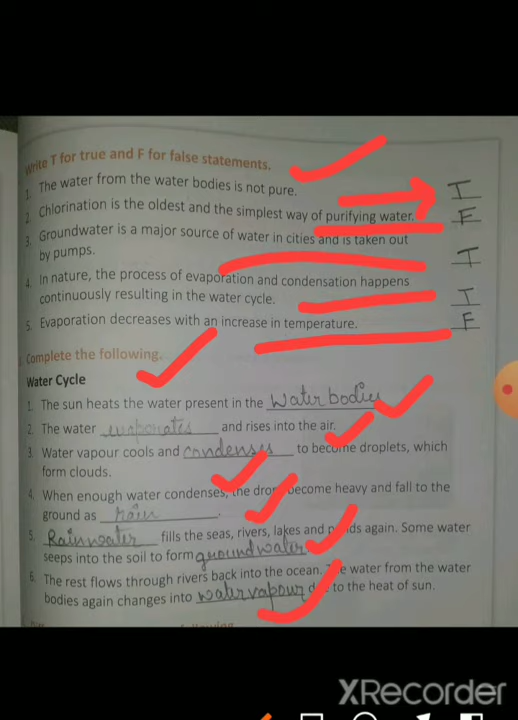 Write T for true and F for false statements.
1. The water from the water bodies is not pure. T
2. Chlorination is the oldest and the simplest way of purifying water. F
3. Groundwater is a major source of water in cities and is taken out
by pumps. T
4. In nature, the process of evaporation and condensation happens
continuously resulting in the water cycle. T
5. Evaporation decreases with an increase in temperature. F
Complete the following.
Water Cycle
1. The sun heats the water present in the Water bodies
2. The water evaporates and rises into the air.
3. Water vapour cools and condenses to become droplets, which
form clouds.
4. When enough water condenses, the drops become heavy and fall to the
ground as rain.
5. Rainwater fills the seas, rivers, lakes and ponds again. Some water
seeps into the soil to form groundwater
6. The rest flows through rivers back into the ocean. The water from the water
bodies again changes into water vapour due to the heat of sun.
XRecorder